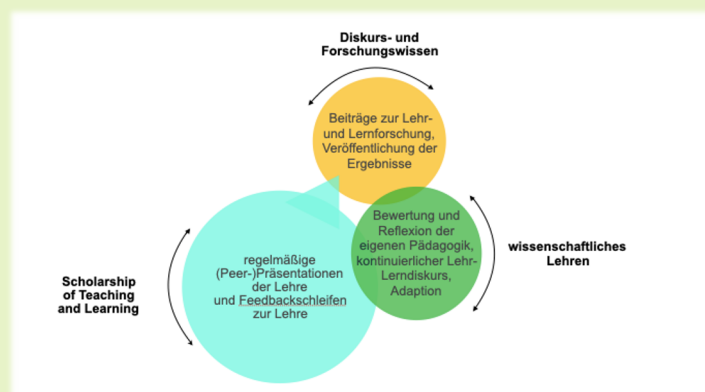 Diskurs- und
Forschungswissen
Beiträge zur Lehr-
und Lernforschung,
Veröffentlichung der
Ergebnisse
Bewertung und
Reflexion der
eigenen Pädagogik,
kontinuierlicher Lehr-
Lerndiskurs,
Adaption
wissenschaftliches
Lehren
regelmäßige
(Peer-)Präsentationen
der Lehre
und Feedbackschleifen
zur Lehre
Scholarship
of Teaching
and Learning